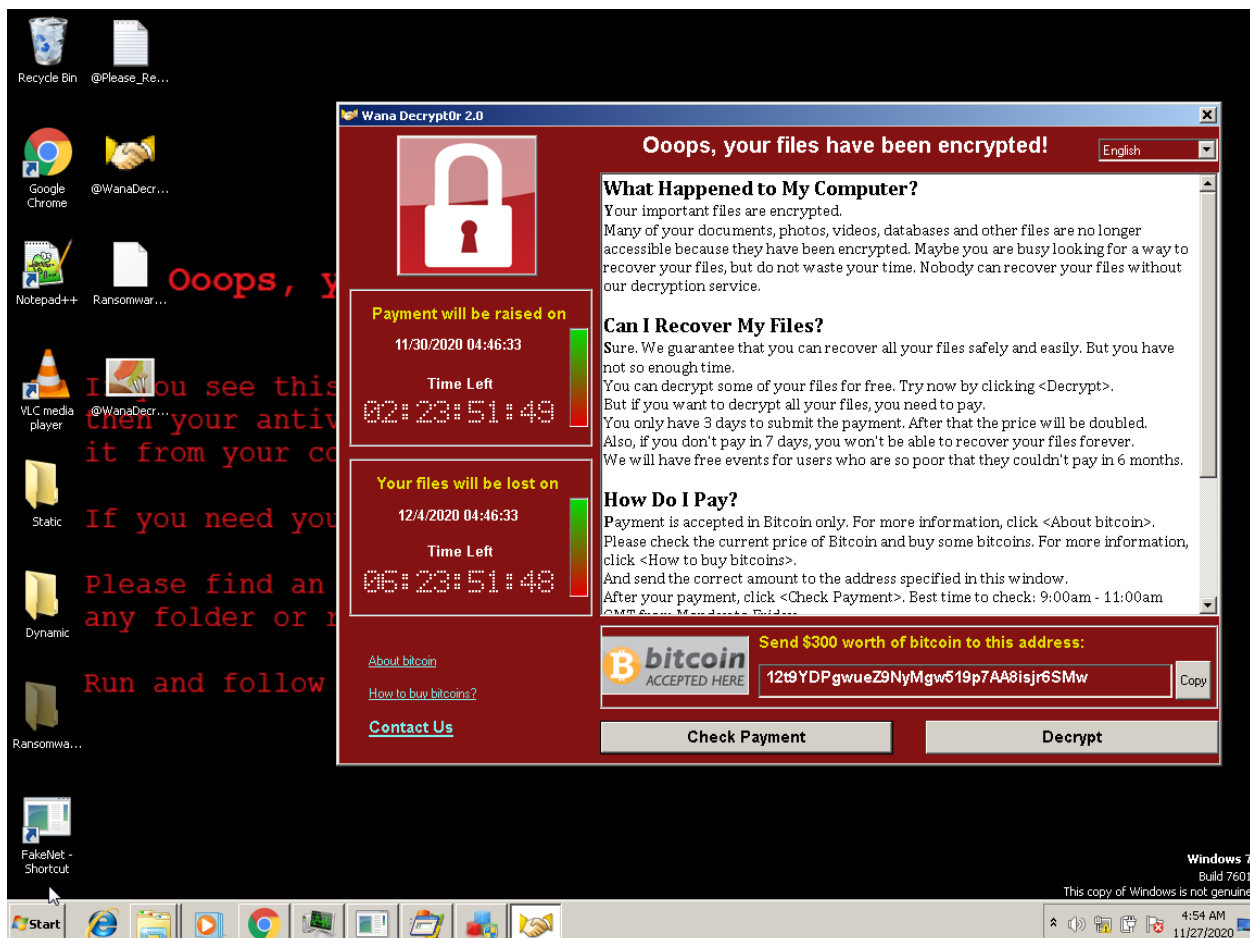 Recycle Bin
@Please_Re...
Google
Chrome
@WanaDecr...
Notepad++
Ransomwar...
VLC media
player
@WanaDecr...
Static
Dynamic
Ransomwa...
FakeNet -
Shortcut
Ooops, y
If you see this
then your antiv
it from your co
If you need you
Please find an
any folder or r
Run and follow
Wana Decrypt0r 2.0
Ooops, your files have been encrypted!
English
Payment will be raised on
11/30/2020 04:46:33
Time Left
02:23:51:49
Your files will be lost on
12/4/2020 04:46:33
Time Left
06:23:51:48
About bitcoin
How to buy bitcoins?
Contact Us
What Happened to My Computer?
Your important files are encrypted.
Many of your documents, photos, videos, databases and other files are no longer
accessible because they have been encrypted. Maybe you are busy looking for a way to
recover your files, but do not waste your time. Nobody can recover your files without
our decryption service.
Can I Recover My Files?
Sure. We guarantee that you can recover all your files safely and easily. But you have
not so enough time.
You can decrypt some of your files for free. Try now by clicking <Decrypt>.
But if you want to decrypt all your files, you need to pay.
You only have 3 days to submit the payment. After that the price will be doubled.
Also, if you don't pay in 7 days, you won't be able to recover your files forever.
We will have free events for users who are so poor that they couldn't pay in 6 months.
How Do I Pay?
Payment is accepted in Bitcoin only. For more information, click <About bitcoin>.
Please check the current price of Bitcoin and buy some bitcoins. For more information,
click <How to buy bitcoins>.
And send the correct amount to the address specified in this window.
After your payment, click <Check Payment>. Best time to check: 9:00am - 11:00am
GMT from Monday to Friday
bitcoin
ACCEPTED HERE
Send $300 worth of bitcoin to this address:
12t9YDPgwueZ9NyMgw519p7AA8isjr6SMw
Copy
Check Payment
Decrypt
Windows 7
Build 7601
This copy of Windows is not genuine
Start
4:54 AM
11/27/2020